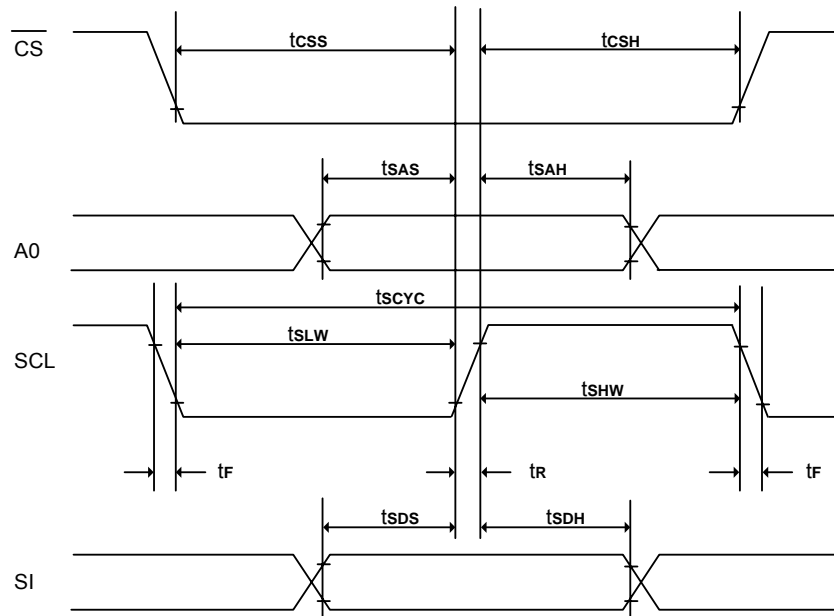 tCSS tCSH
CS
tSAS tSAH
A0
tSCYC
tSLW
SCL
tSHW
tF tR tF
tSDS tSDH
SI